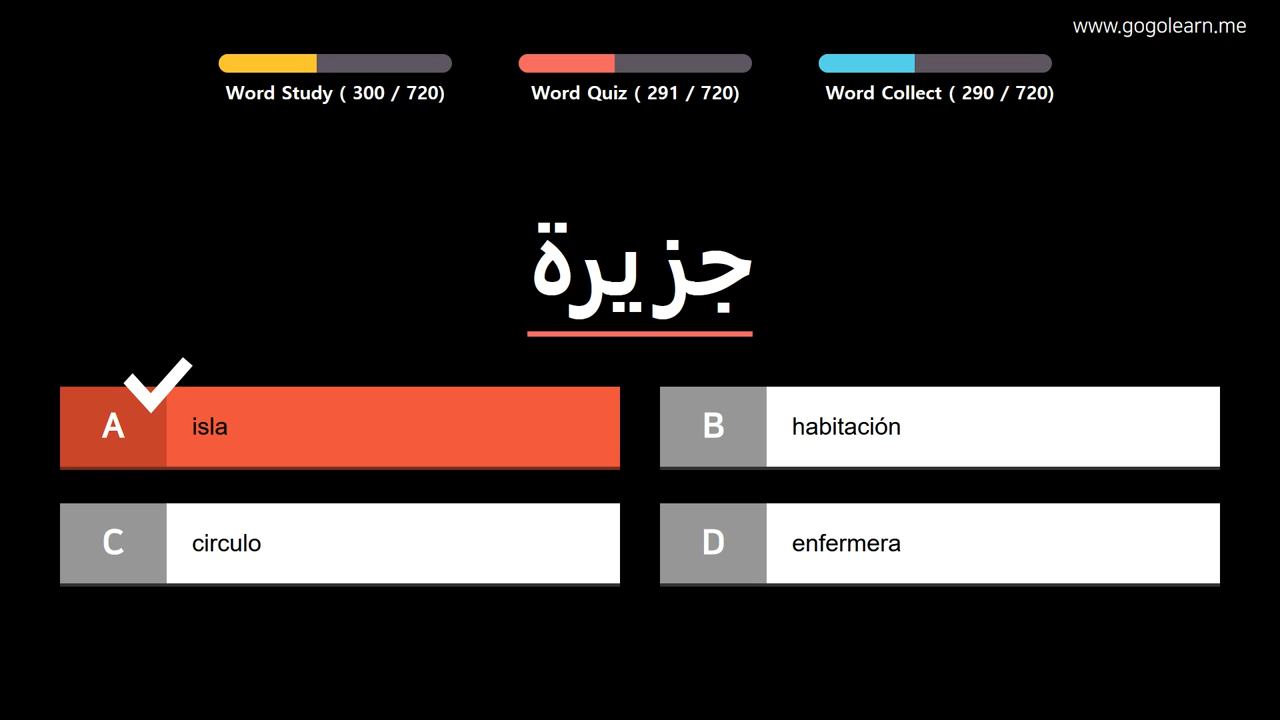 www.gogolearn.me
Word Study ( 300 / 720)
Word Quiz ( 291 / 720)
Word Collect ( 290 / 720)
جزيرة
A isla
B habitación
C circulo
D enfermera